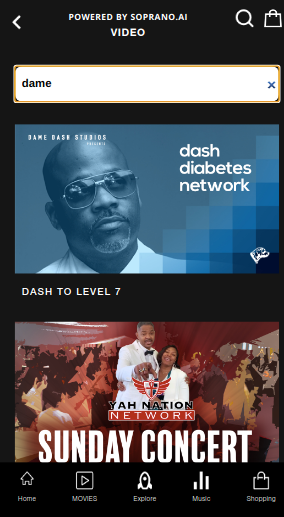 POWERED BY SOPRANO.AI
VIDEO
dame
×
DAME DASH STUDIOS
PRESENTS
dash
diabetes
network
DASH TO LEVEL 7
YAH NATION
NETWORK
SUNDAY CONCERT
Home
MOVIES
Explore
Music
Shopping